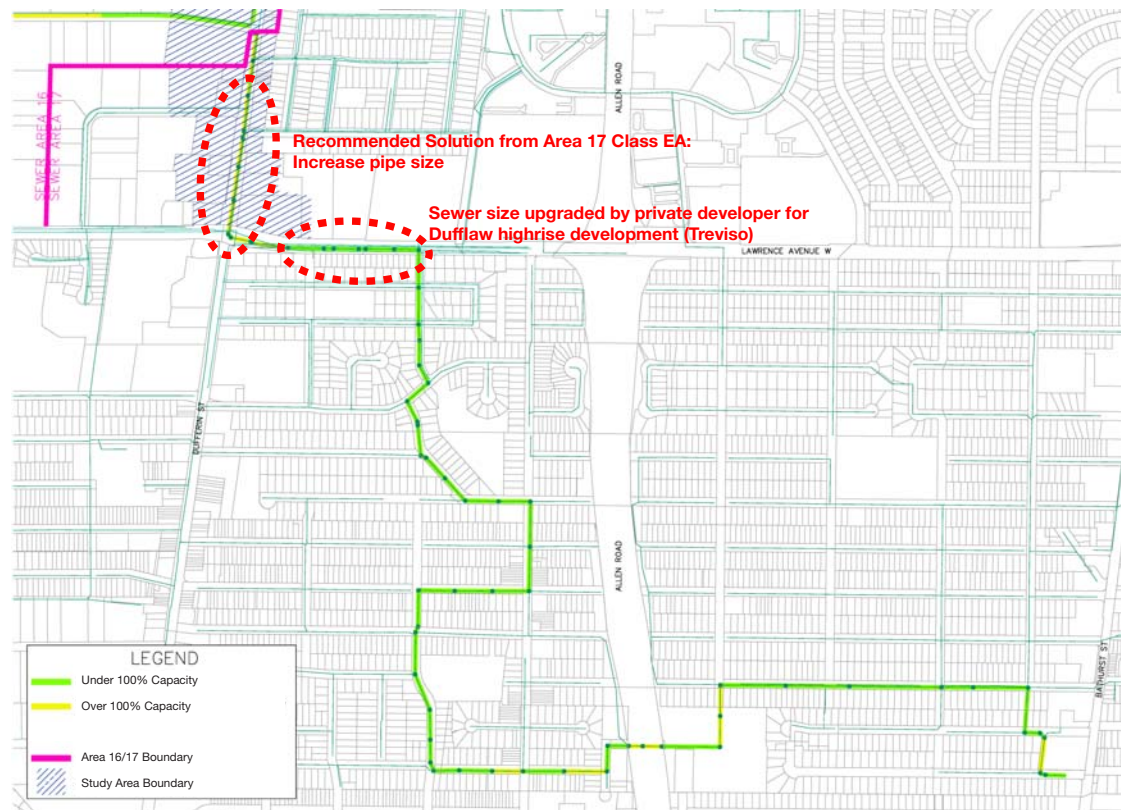 ALLEN ROAD
SEWER AREA 16
SEWER AREA 17
Recommended Solution from Area 17 Class EA:
Increase pipe size
Sewer size upgraded by private developer for
Dufflaw highrise development (Treviso)
LAWRENCE AVENUE W
DUFFERIN ST
ALLEN ROAD
BATHURST ST
LEGEND
Under 100% Capacity
Over 100% Capacity
Area 16/17 Boundary
Study Area Boundary